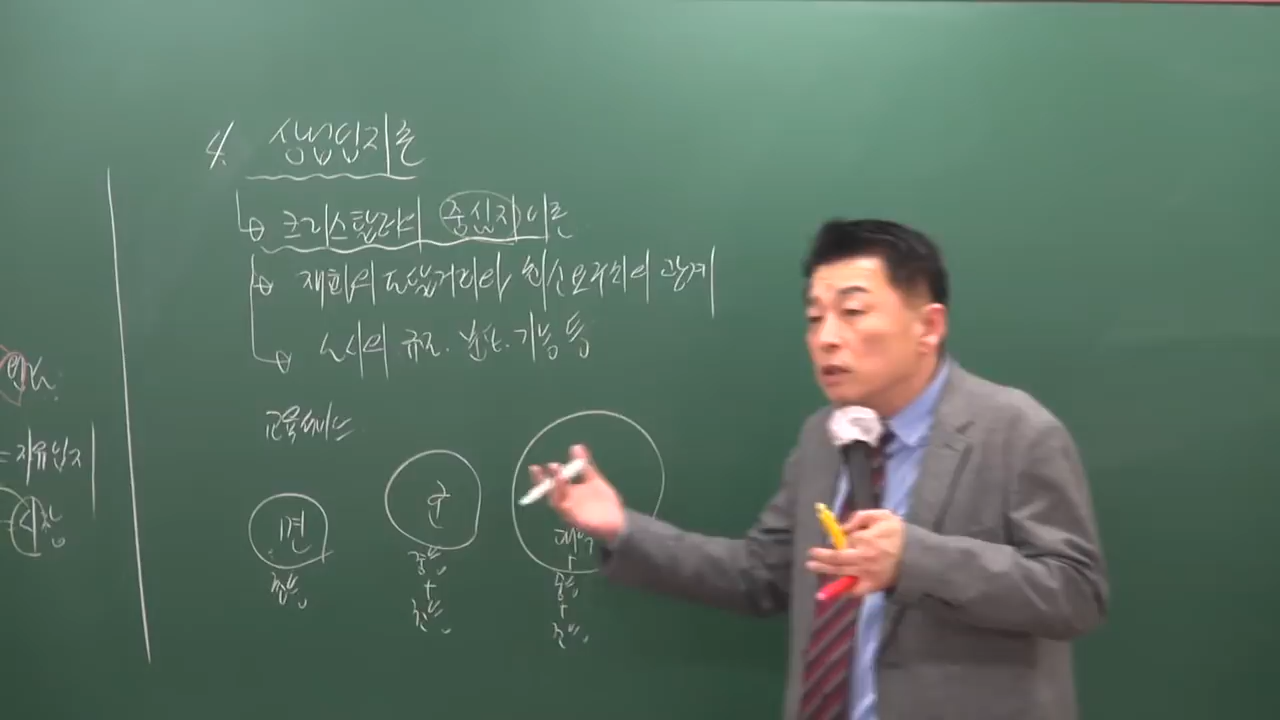 4. 상업입지론
→ 크리스탈러의 중심지이론
→ 재화의 도달거리와 최소요구치의 관계
→ 도시의 규모. 분포. 기능 등
교육서비스
= 자유입지
면 군
초등 중등 대학
+ +
초등 중등
+
초등